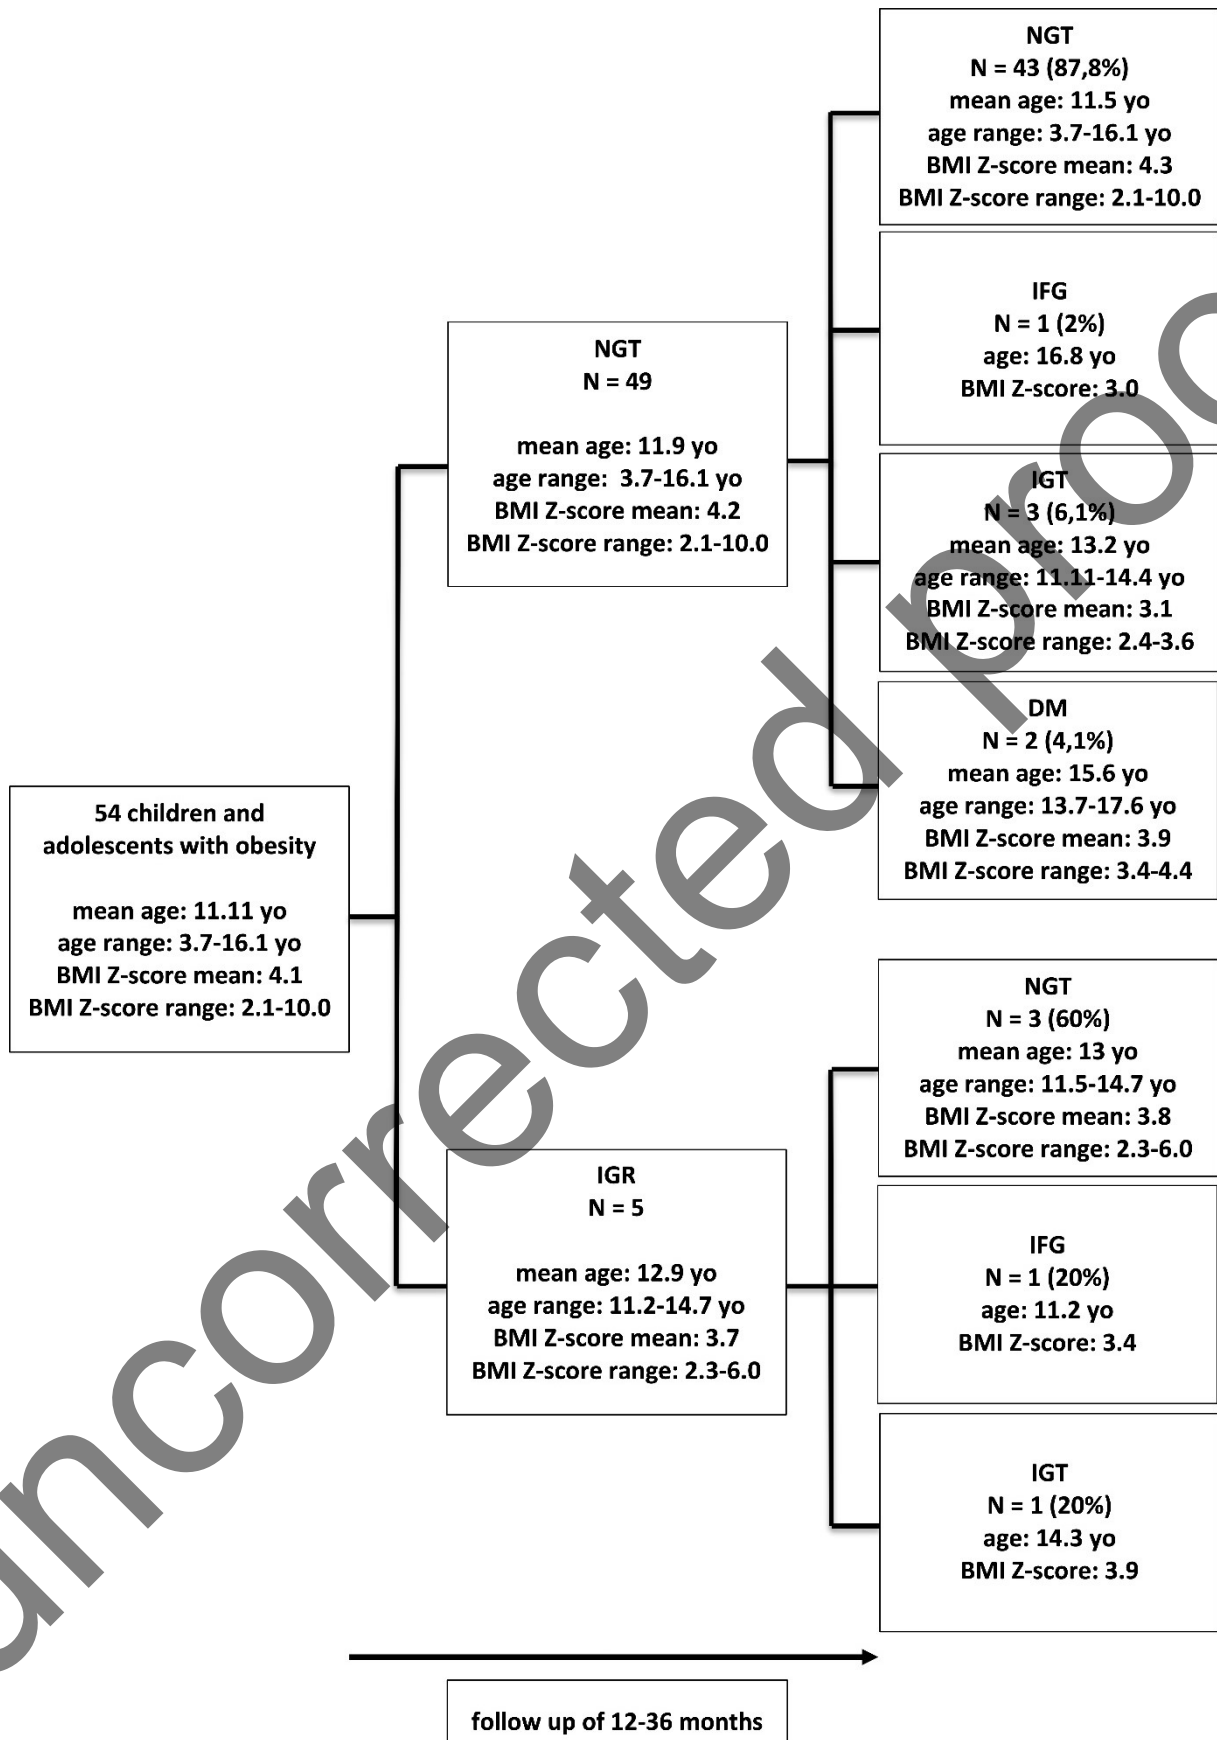 54 children and
adolescents with obesity
mean age: 11.11 yo
age range: 3.7-16.1 yo
BMI Z-score mean: 4.1
BMI Z-score range: 2.1-10.0
NGT
N = 49
mean age: 11.9 yo
age range: 3.7-16.1 yo
BMI Z-score mean: 4.2
BMI Z-score range: 2.1-10.0
IGR
N = 5
mean age: 12.9 yo
age range: 11.2-14.7 yo
BMI Z-score mean: 3.7
BMI Z-score range: 2.3-6.0
NGT
N = 43 (87,8%)
mean age: 11.5 yo
age range: 3.7-16.1 yo
BMI Z-score mean: 4.3
BMI Z-score range: 2.1-10.0
IFG
N = 1 (2%)
age: 16.8 yo
BMI Z-score: 3.0
IGT
N = 3 (6,1%)
mean age: 13.2 yo
age range: 11.11-14.4 yo
BMI Z-score mean: 3.1
BMI Z-score range: 2.4-3.6
DM
N = 2 (4,1%)
mean age: 15.6 yo
age range: 13.7-17.6 yo
BMI Z-score mean: 3.9
BMI Z-score range: 3.4-4.4
NGT
N = 3 (60%)
mean age: 13 yo
age range: 11.5-14.7 yo
BMI Z-score mean: 3.8
BMI Z-score range: 2.3-6.0
IFG
N = 1 (20%)
age: 11.2 yo
BMI Z-score: 3.4
IGT
N = 1 (20%)
age: 14.3 yo
BMI Z-score: 3.9
follow up of 12-36 months
uncorrected proo